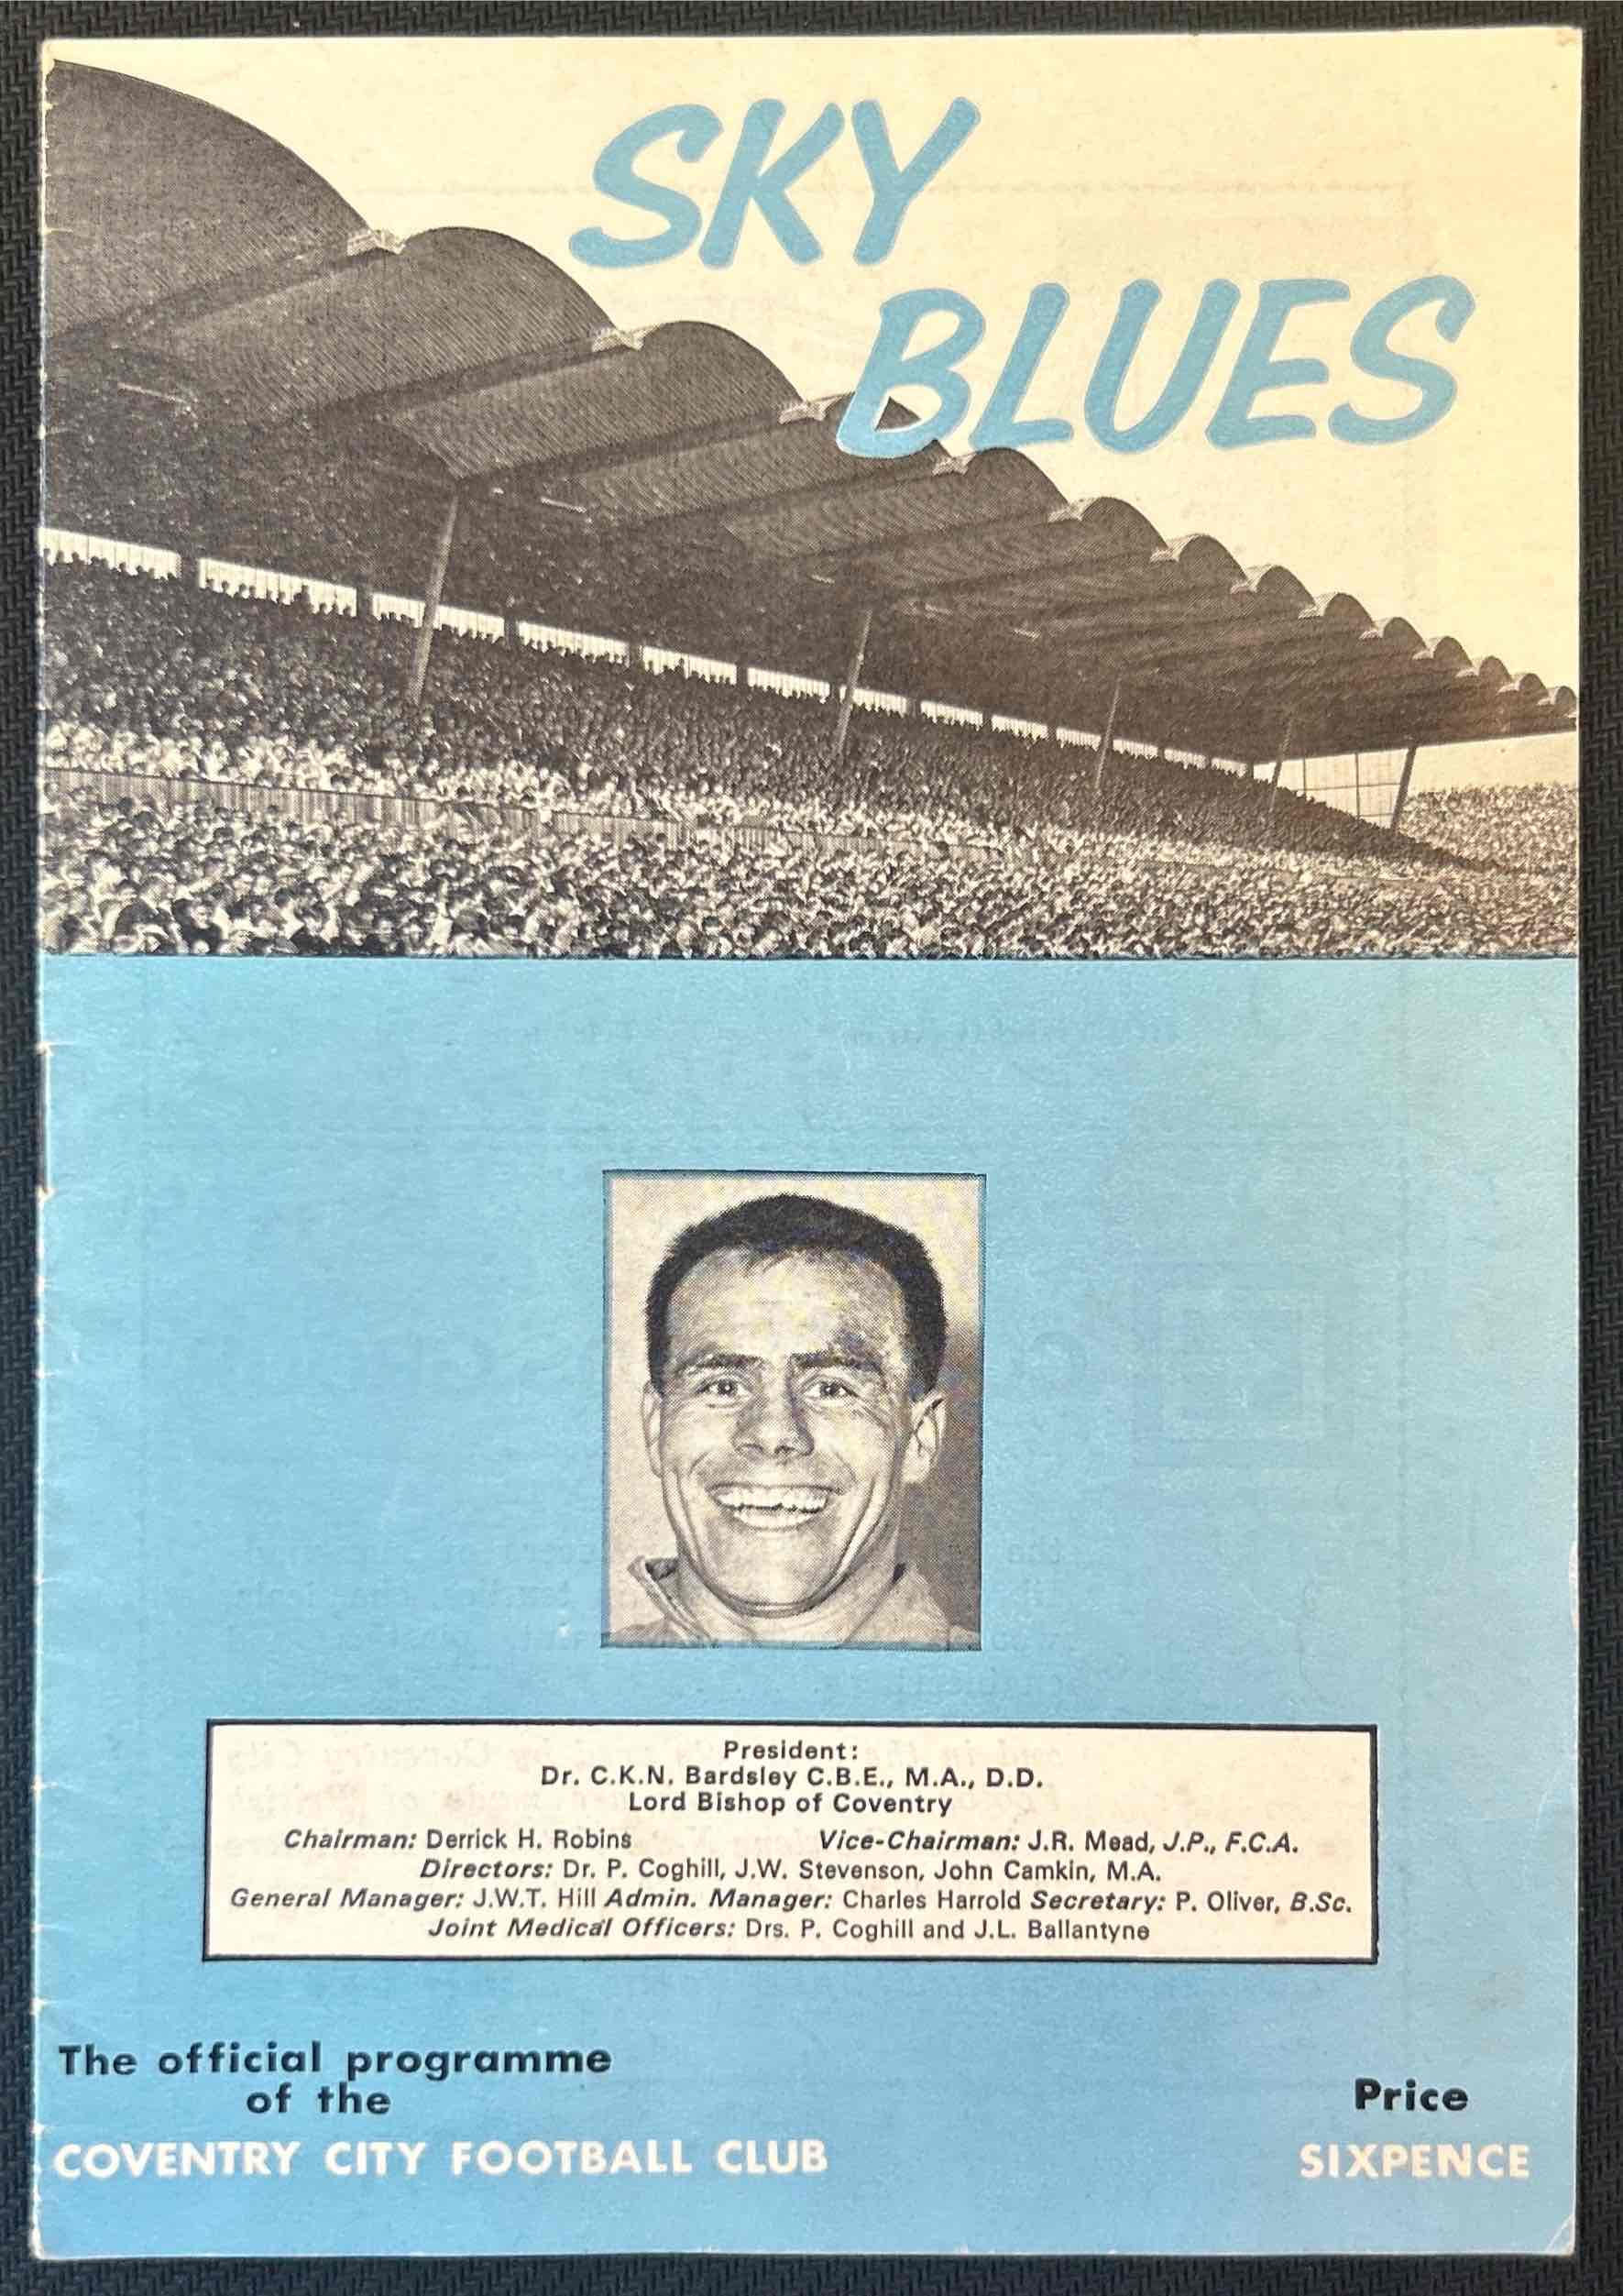 SKY
BLUES
President:
Dr. C.K.N. Bardsley C.B.E., M.A., D.D.
Lord Bishop of Coventry
Chairman: Derrick H. Robins Vice-Chairman: J.R. Mead, J.P., F.C.A.
Directors: Dr. P. Coghill, J.W. Stevenson, John Camkin, M.A.
General Manager: J.W.T. Hill Admin. Manager: Charles Harrold Secretary: P. Oliver, B.Sc.
Joint Medical Officers: Drs. P. Coghill and J.L. Ballantyne
The official programme
of the
COVENTRY CITY FOOTBALL CLUB
Price
SIXPENCE